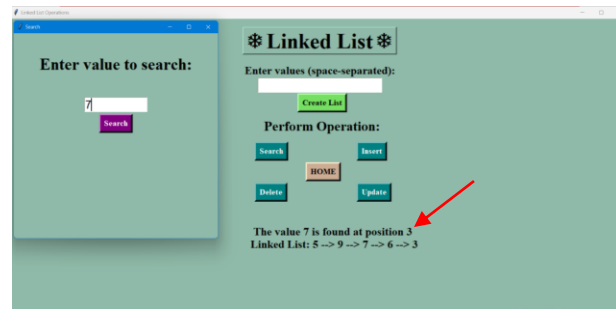 Linked List Operations
Search
Enter value to search:
7
Search
❄ Linked List ❄
Enter values (space-separated):
Create List
Perform Operation:
Search
Insert
HOME
Delete
Update
The value 7 is found at position 3
Linked List: 5 --> 9 --> 7 --> 6 --> 3